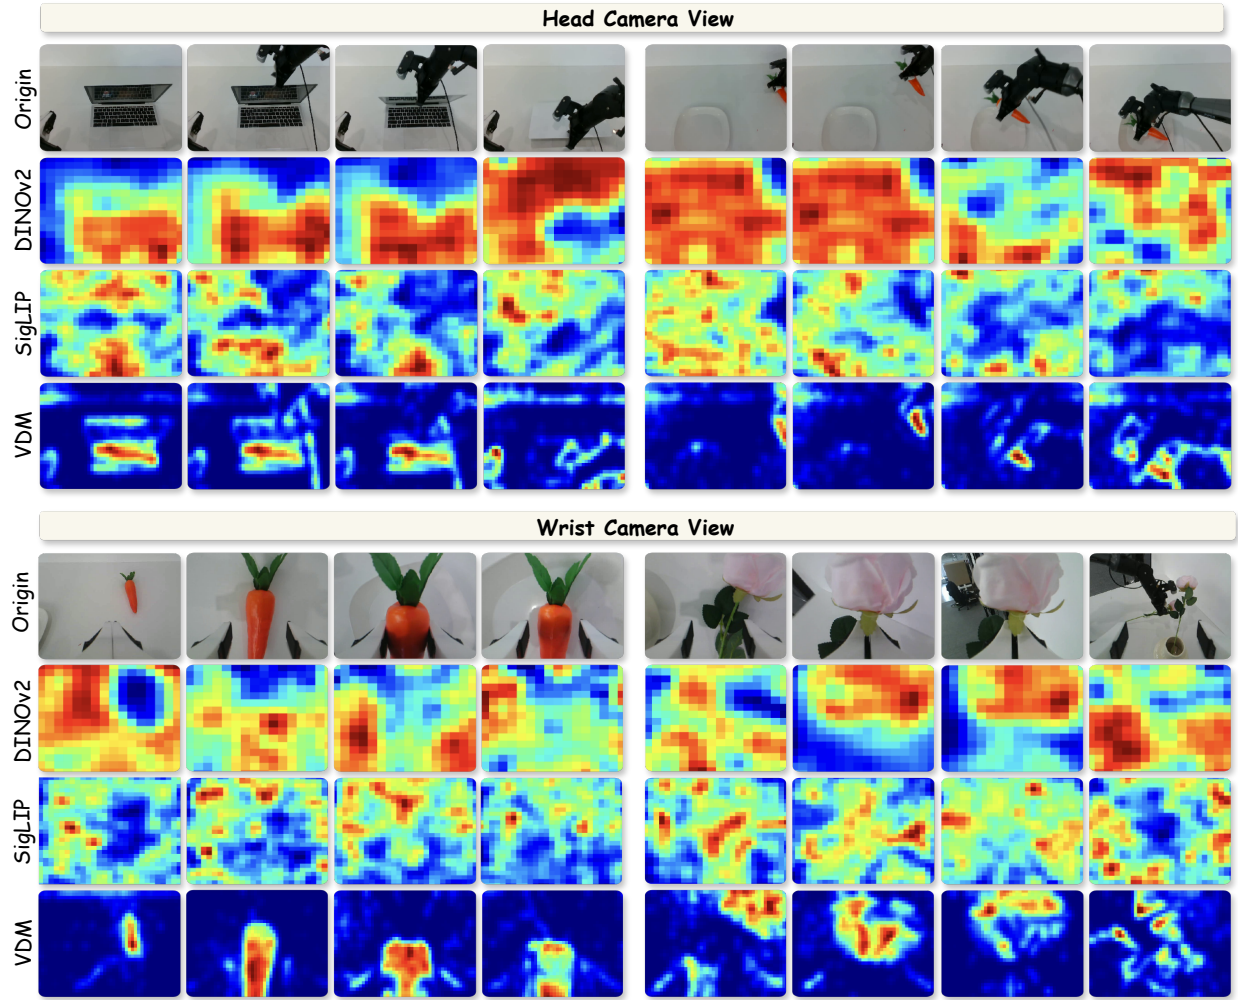 Head Camera View
Origin
DINOv2
SigLIP
VDM
Wrist Camera View
Origin
DINOv2
SigLIP
VDM